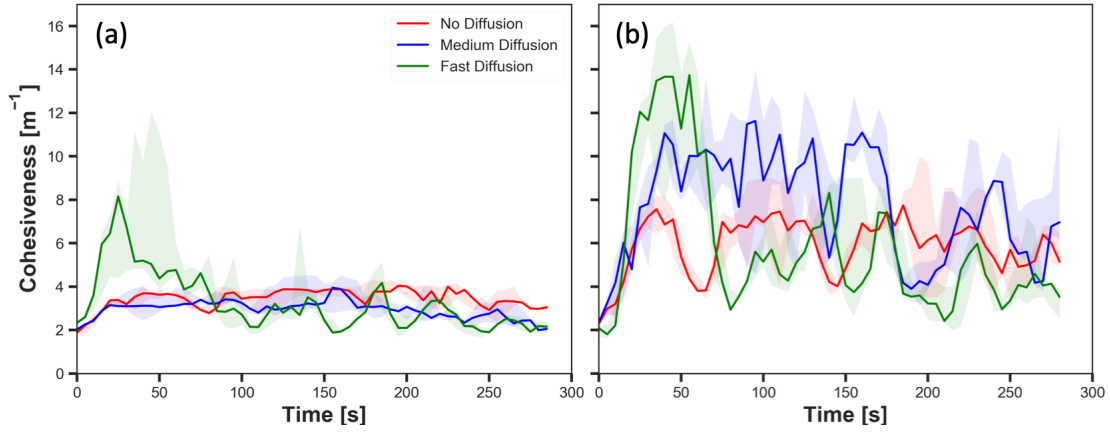 (a)
No Diffusion
Medium Diffusion
Fast Diffusion
(b)
Cohesiveness [m⁻¹]
16
14
12
10
8
6
4
2
0
0 50 100 150 200 250 300
0 50 100 150 200 250 300
Time [s]
Time [s]